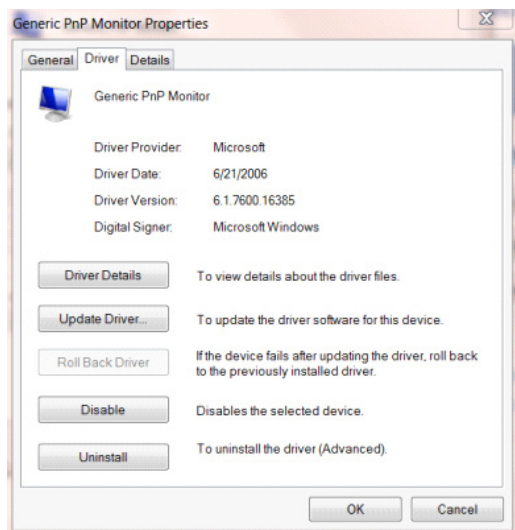 Generic PnP Monitor Properties
General Driver Details
Generic PnP Monitor
Driver Provider: Microsoft
Driver Date: 6/21/2006
Driver Version: 6.1.7600.16385
Digital Signer: Microsoft Windows
Driver Details To view details about the driver files.
Update Driver... To update the driver software for this device.
Roll Back Driver If the device fails after updating the driver, roll back
to the previously installed driver.
Disable Disables the selected device.
Uninstall To uninstall the driver (Advanced).
OK Cancel